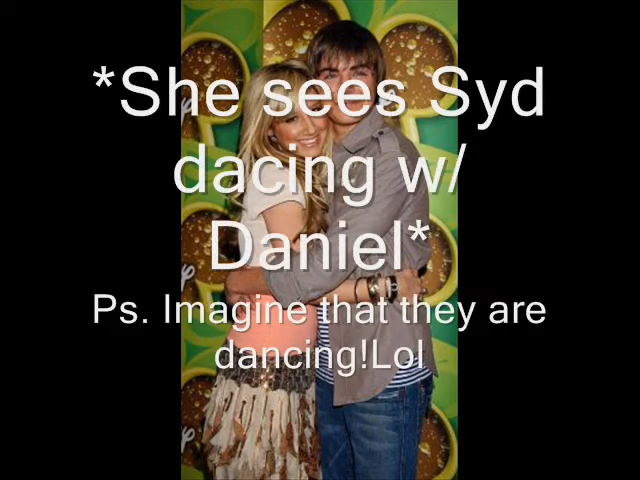 *She sees Syd
dacing w/
Daniel*
Ps. Imagine that they are
dancing!Lol